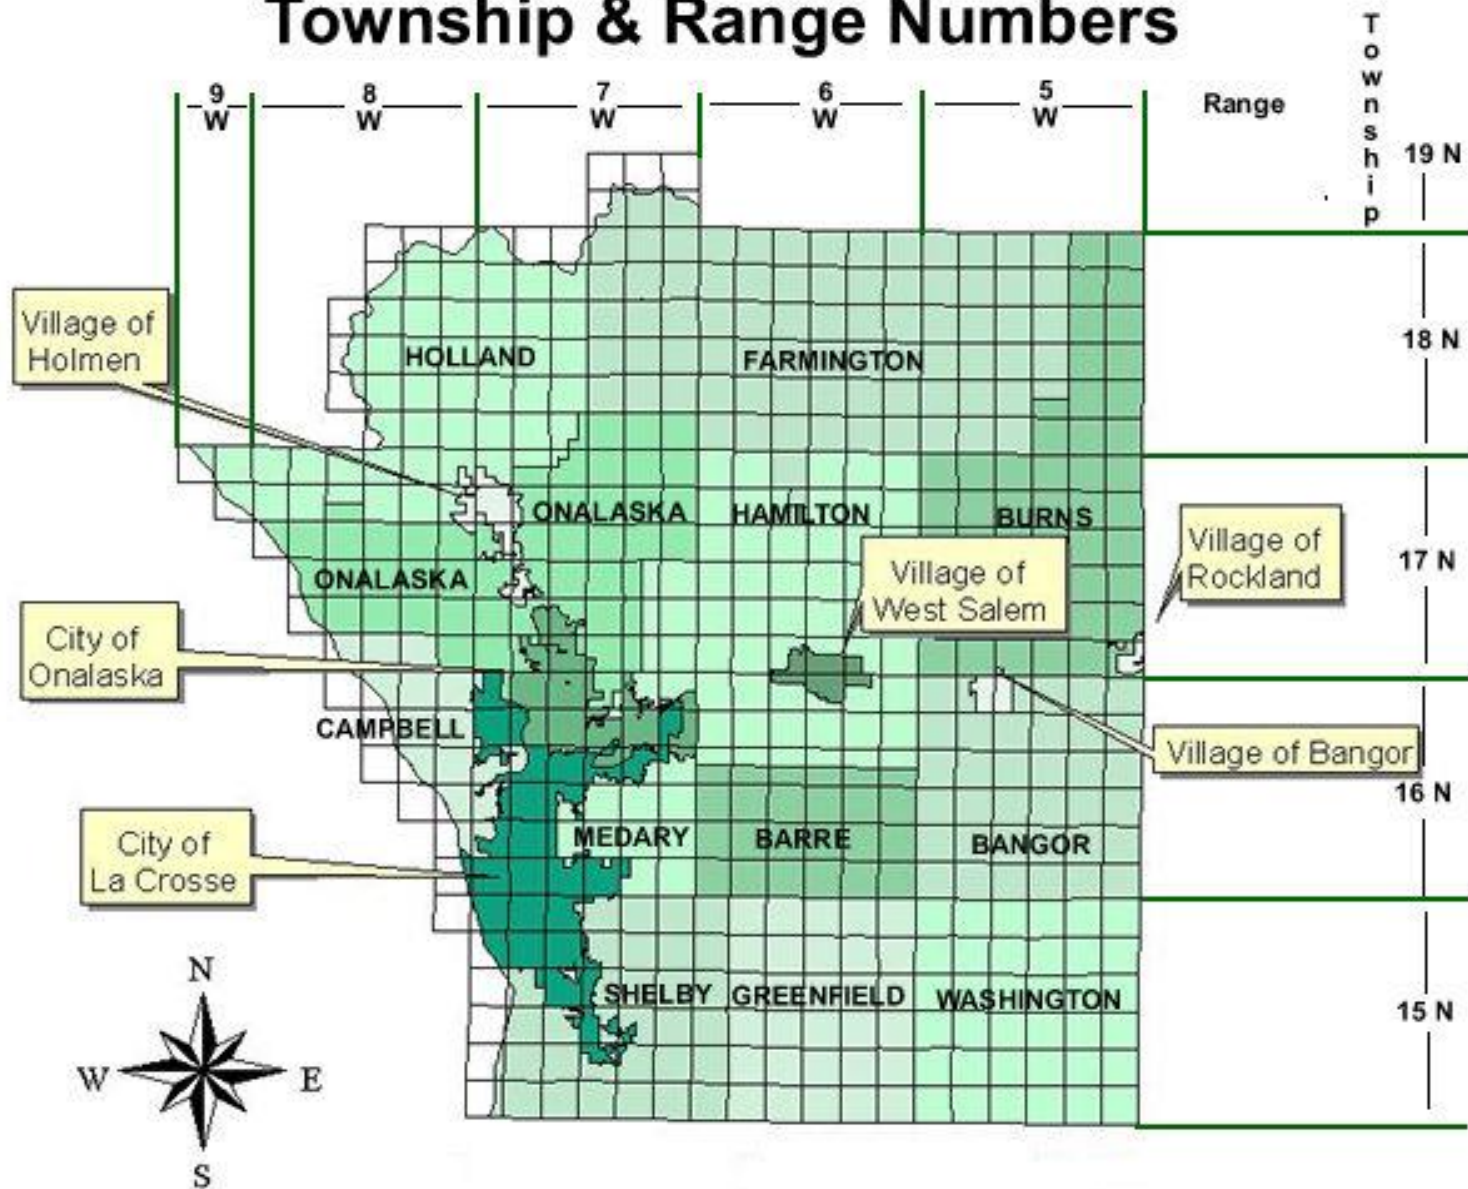 Township & Range Numbers
Township
9
W
8
W
7
W
6
W
5
W
Range
19 N
Village of
Holmen
18 N
HOLLAND
FARMINGTON
ONALASKA
HAMILTON
BURNS
Village of
Rockland
17 N
Village of
West Salem
ONALASKA
City of
Onalaska
CAMPBELL
Village of Bangor
16 N
MEDARY
BARRE
BANGOR
City of
La Crosse
N
SHELBY
GREENFIELD
WASHINGTON
15 N
W
E
S